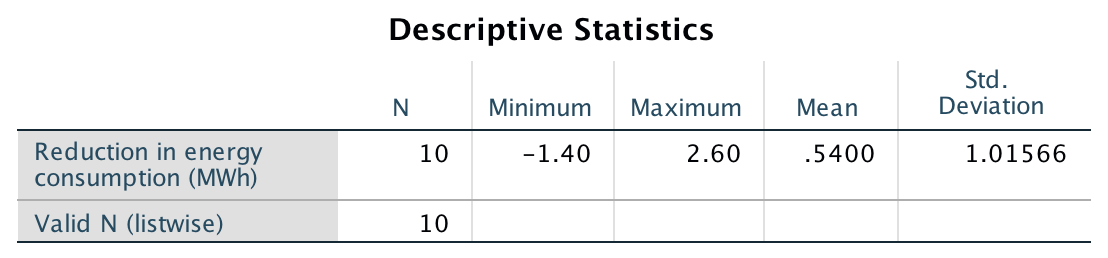 Descriptive Statistics
N Minimum Maximum Mean Std. Deviation
Reduction in energy consumption (MWh) 10 −1.40 2.60 .5400 1.01566
Valid N (listwise) 10